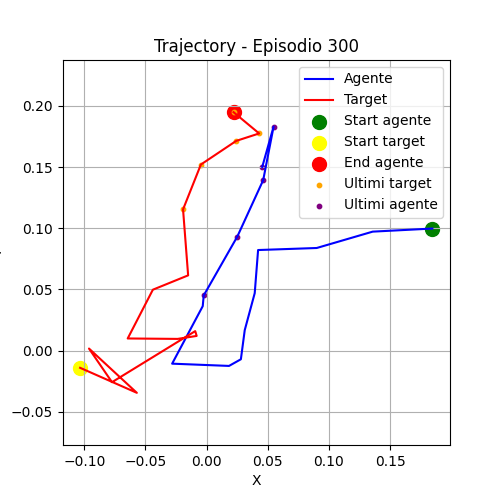 Trajectory - Episodio 300
Agente
Target
Start agente
Start target
End agente
Ultimi target
Ultimi agente
0.20
0.15
0.10
0.05
0.00
−0.05
−0.10
−0.05
0.00
0.05
0.10
0.15
X